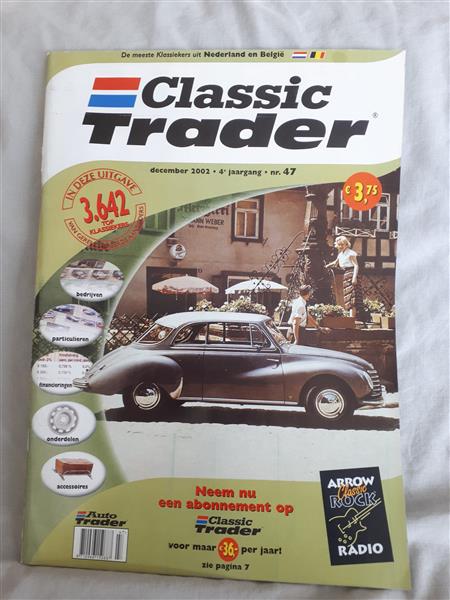 De meeste Klassiekers uit Nederland en België
Classic
Trader®
december 2002 • 4e jaargang • nr. 47
€ 3,75
IN DEZE UITGAVE
3.642
TOP
KLASSIEKERS
bedrijven
particulieren
financieringen
onderdelen
accessoires
Neem nu
een abonnement op
Classic
Trader
voor maar €36,- per jaar!
zie pagina 7
Auto
Trader
ARROW
Classic
ROCK
RADIO